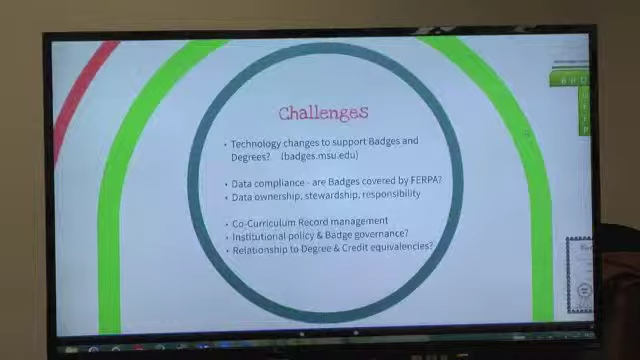 Challenges
• Technology changes to support Badges and
Degrees? (badges.msu.edu)
• Data compliance - are Badges covered by FERPA?
• Data ownership, stewardship, responsibility
• Co-Curriculum Record management
• Institutional policy & Badge governance?
• Relationship to Degree & Credit equivalencies?